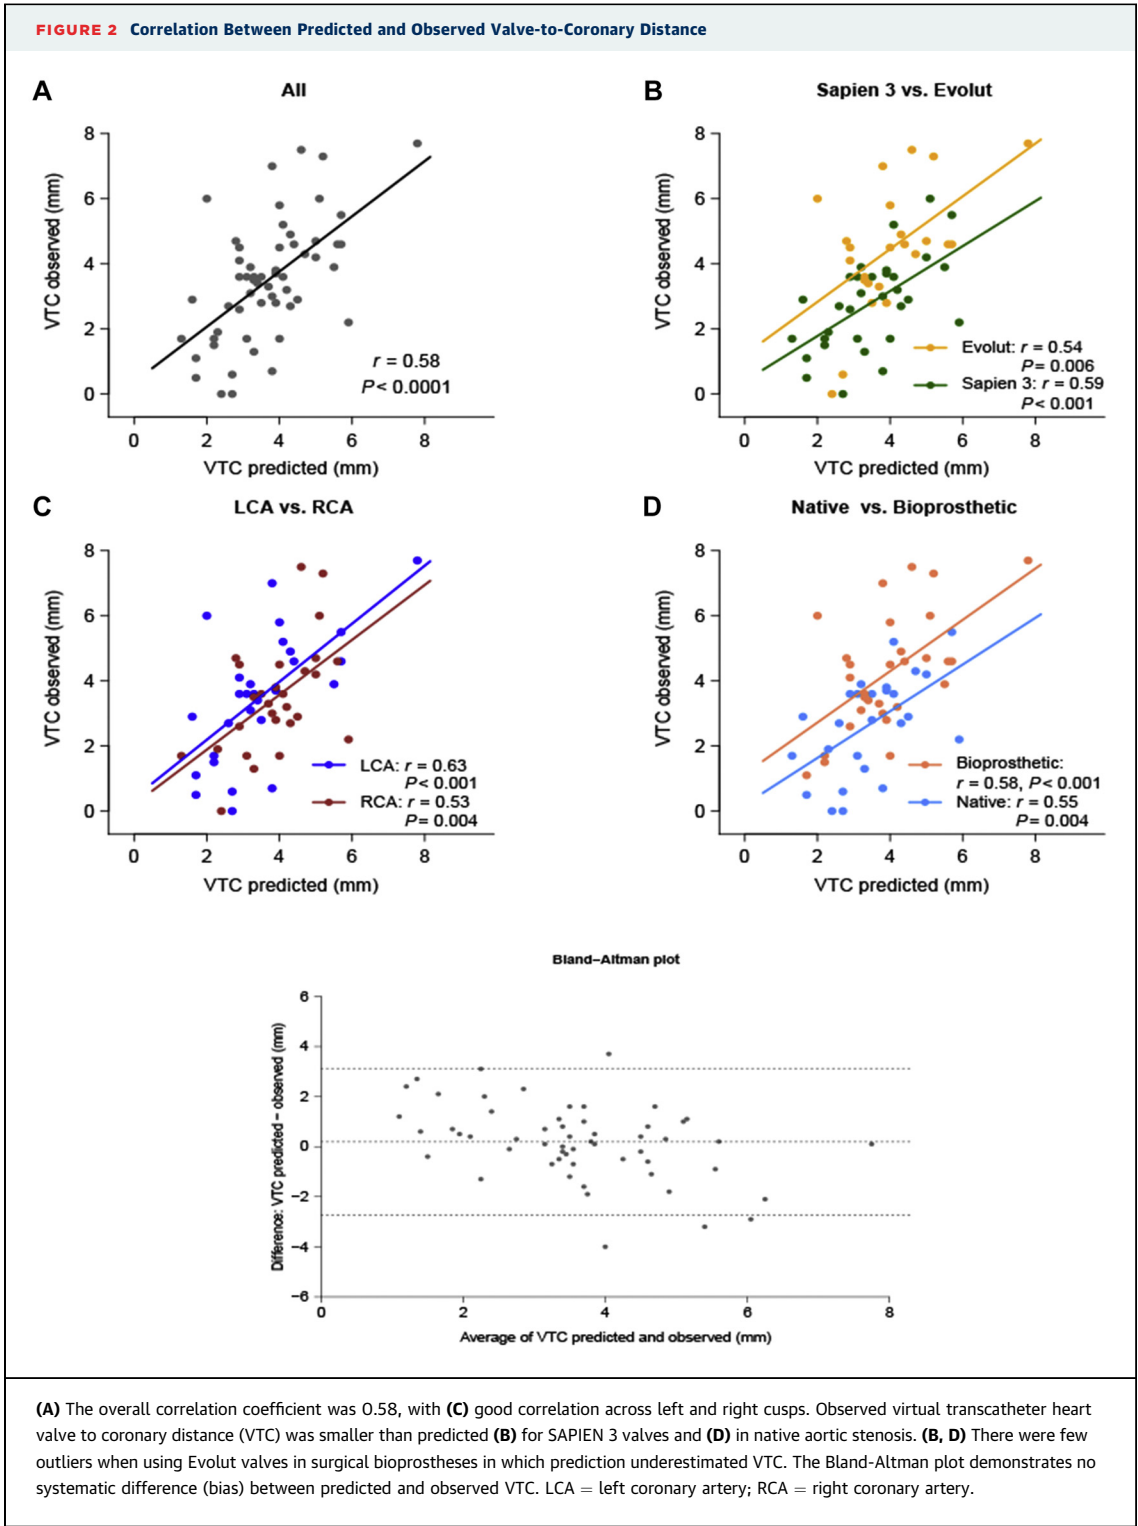 FIGURE 2 Correlation Between Predicted and Observed Valve-to-Coronary Distance
A
All
VTC observed (mm)
8
6
4
2
0
r = 0.58
P < 0.0001
0 2 4 6 8
VTC predicted (mm)
B
Sapien 3 vs. Evolut
VTC observed (mm)
8
6
4
2
0
Evolut: r = 0.54
P = 0.006
Sapien 3: r = 0.59
P < 0.001
0 2 4 6 8
VTC predicted (mm)
C
LCA vs. RCA
VTC observed (mm)
8
6
4
2
0
LCA: r = 0.63
P < 0.001
RCA: r = 0.53
P = 0.004
0 2 4 6 8
VTC predicted (mm)
D
Native vs. Bioprosthetic
VTC observed (mm)
8
6
4
2
0
Bioprosthetic:
r = 0.58, P < 0.001
Native: r = 0.55
P = 0.004
0 2 4 6 8
VTC predicted (mm)
Bland–Altman plot
Difference: VTC predicted – observed (mm)
6
4
2
0
−2
−4
−6
0 2 4 6 8
Average of VTC predicted and observed (mm)
(A) The overall correlation coefficient was 0.58, with (C) good correlation across left and right cusps. Observed virtual transcatheter heart
valve to coronary distance (VTC) was smaller than predicted (B) for SAPIEN 3 valves and (D) in native aortic stenosis. (B, D) There were few
outliers when using Evolut valves in surgical bioprostheses in which prediction underestimated VTC. The Bland-Altman plot demonstrates no
systematic difference (bias) between predicted and observed VTC. LCA = left coronary artery; RCA = right coronary artery.